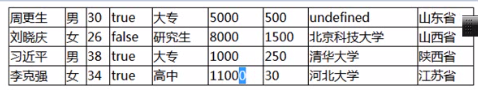 周更生 男 30 true 大专 5000 500 undefined 山东省
刘晓庆 女 26 false 研究生 8000 1500 北京科技大学 山西省
习近平 男 38 true 大专 1000 250 清华大学 陕西省
李克强 女 34 true 高中 11000 30 河北大学 江苏省